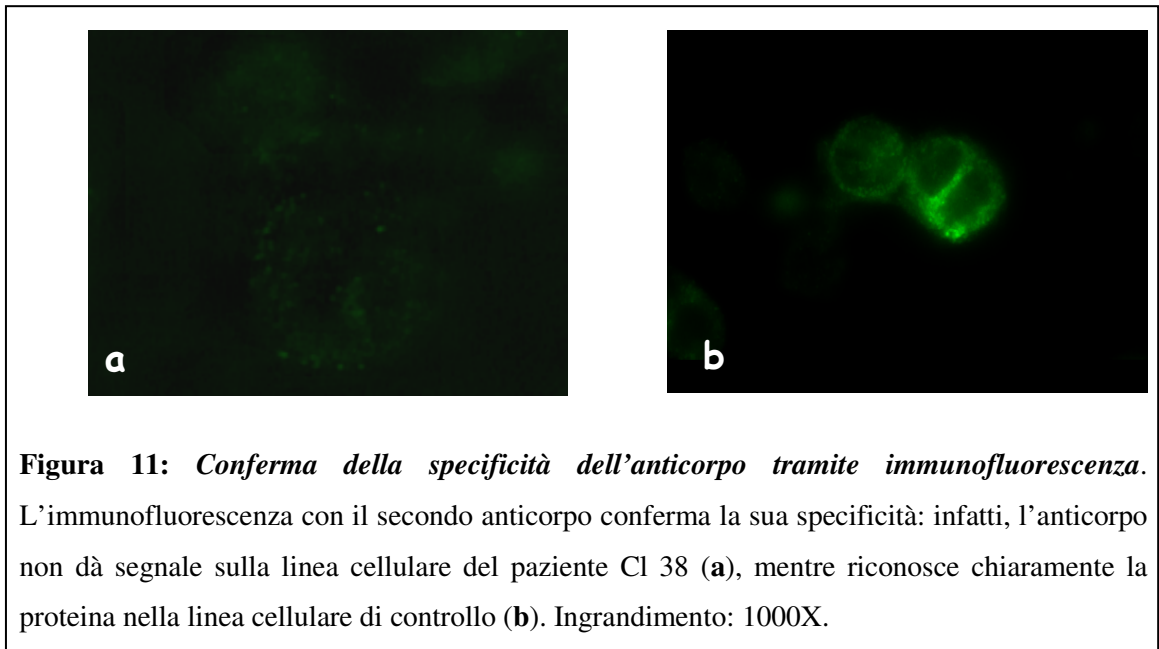 a
b
Figura 11: Conferma della specificità dell’anticorpo tramite immunofluorescenza.
L’immunofluorescenza con il secondo anticorpo conferma la sua specificità: infatti, l’anticorpo
non dà segnale sulla linea cellulare del paziente Cl 38 (a), mentre riconosce chiaramente la
proteina nella linea cellulare di controllo (b). Ingrandimento: 1000X.